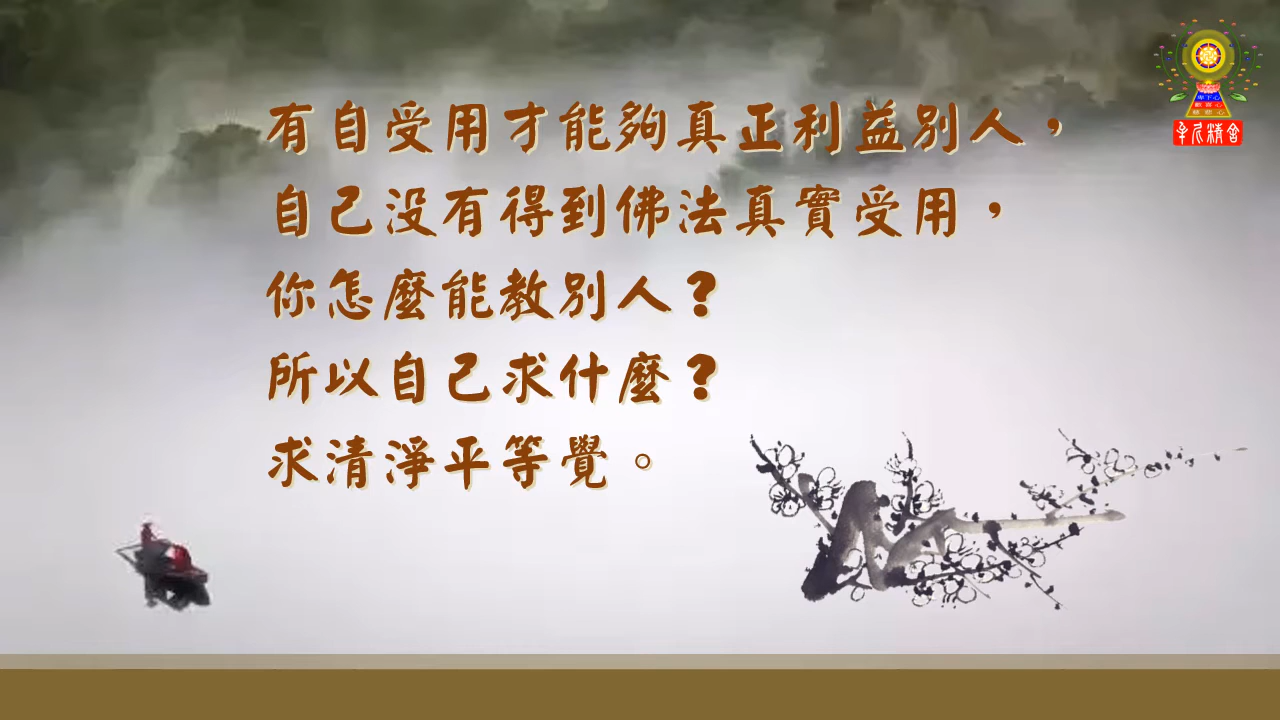 有自受用才能夠真正利益別人，
自己没有得到佛法真實受用，
你怎麼能教別人？
所以自己求什麼？
求清淨平等覺。